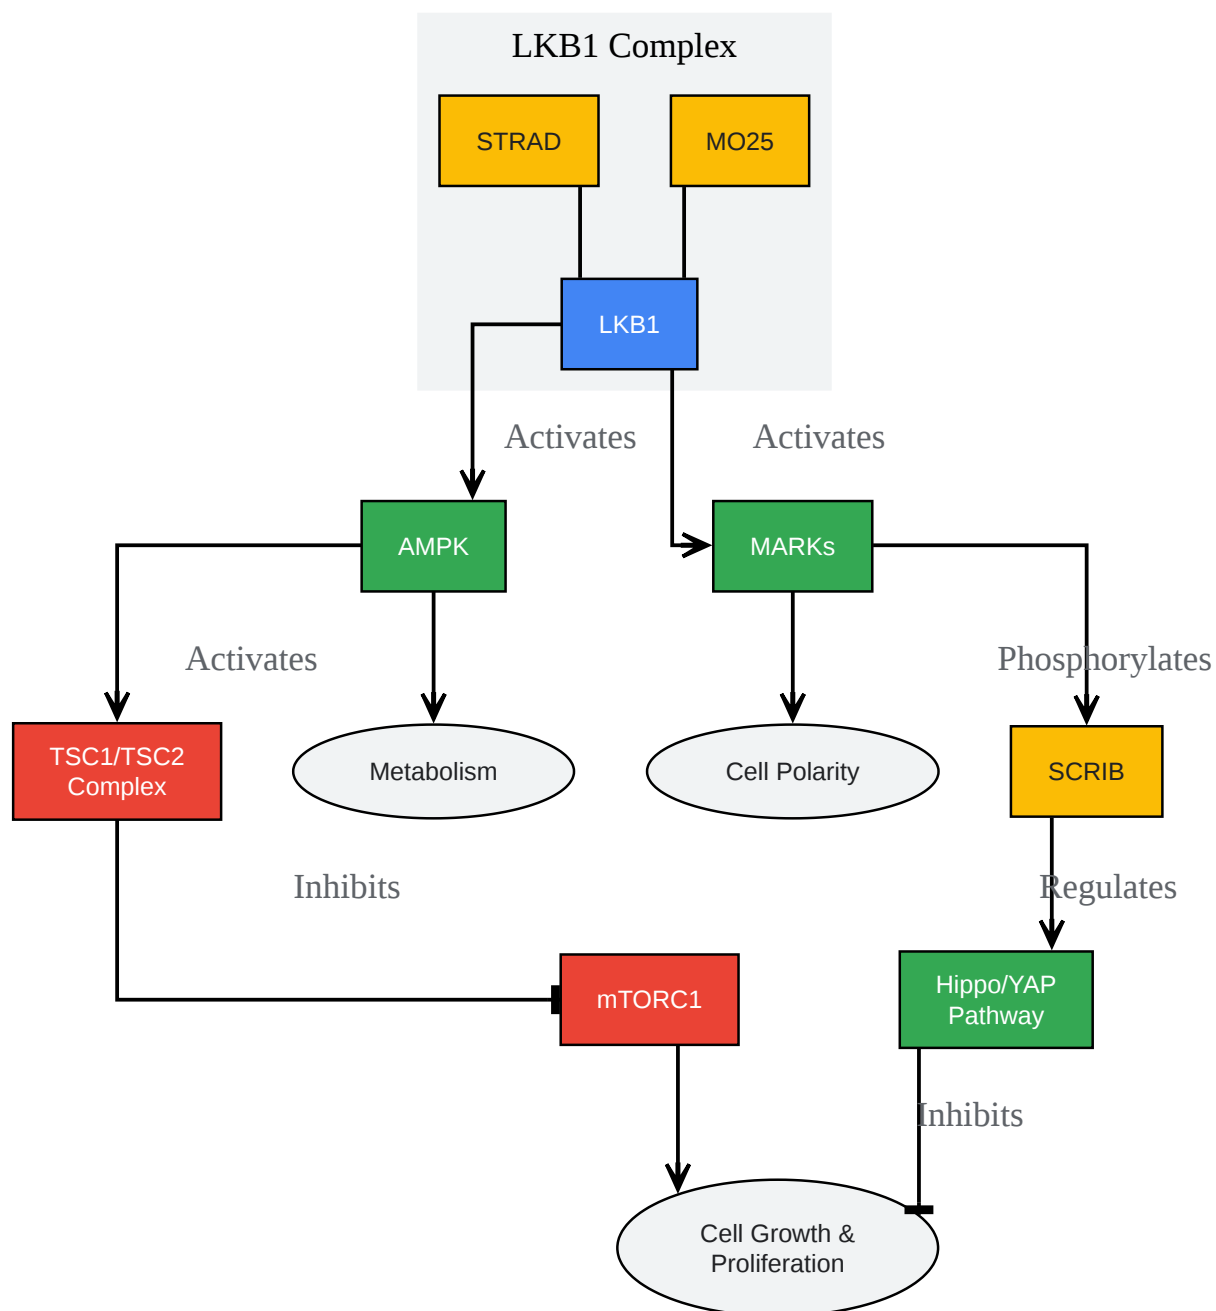 LKB1 Complex
STRAD
MO25
LKB1
Activates
Activates
AMPK
MARKs
Activates
Phosphorylates
TSC1/TSC2
Complex
Metabolism
Cell Polarity
SCRIB
Inhibits
Regulates
mTORC1
Hippo/YAP
Pathway
Inhibits
Cell Growth &
Proliferation